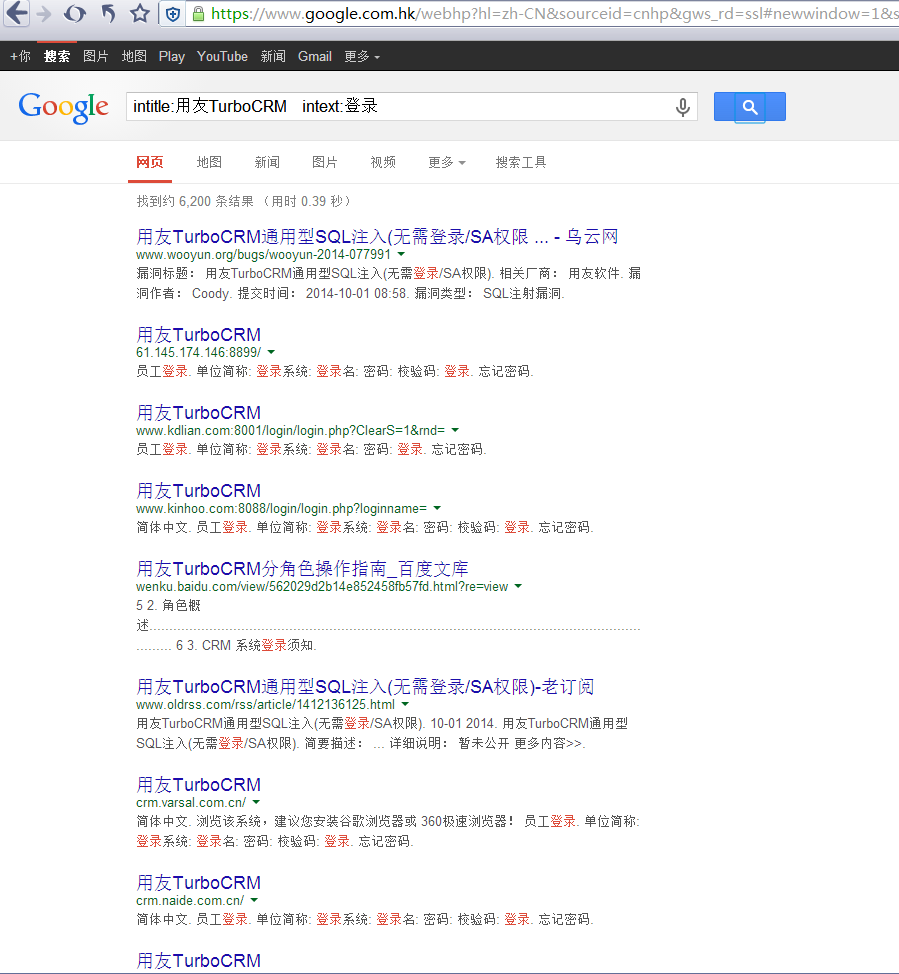 https://www.google.com.hk/webhp?hl=zh-CN&sourceid=cnhp&gws_rd=ssl#newwindow=1&s
+你 搜索 图片 地图 Play YouTube 新闻 Gmail 更多
Google intitle:用友TurboCRM intext:登录
网页 地图 新闻 图片 视频 更多 搜索工具
找到约 6,200 条结果 （用时 0.39 秒）
用友TurboCRM通用型SQL注入(无需登录/SA权限 ... - 乌云网
www.wooyun.org/bugs/wooyun-2014-077991
漏洞标题： 用友TurboCRM通用型SQL注入(无需登录/SA权限). 相关厂商： 用友软件. 漏
洞作者： Coody. 提交时间： 2014-10-01 08:58. 漏洞类型： SQL注射漏洞.
用友TurboCRM
61.145.174.146:8899/
员工登录. 单位简称: 登录系统: 登录名: 密码: 校验码: 登录. 忘记密码.
用友TurboCRM
www.kdlian.com:8001/login/login.php?ClearS=1&rnd=
员工登录. 单位简称: 登录系统: 登录名: 密码: 登录. 忘记密码.
用友TurboCRM
www.kinhoo.com:8088/login/login.php?loginname=
简体中文. 员工登录. 单位简称: 登录系统: 登录名: 密码: 校验码: 登录. 忘记密码.
用友TurboCRM分角色操作指南_百度文库
wenku.baidu.com/view/562029d2b14e852458fb57fd.html?re=view
5 2. 角色概
述.......................................................................................................................................
......... 6 3. CRM 系统登录须知.
用友TurboCRM通用型SQL注入(无需登录/SA权限)-老订阅
www.oldrss.com/rss/article/1412136125.html
用友TurboCRM通用型SQL注入(无需登录/SA权限). 10-01 2014. 用友TurboCRM通用型
SQL注入(无需登录/SA权限). 简要描述： ... 详细说明： 暂未公开 更多内容>>.
用友TurboCRM
crm.varsal.com.cn/
简体中文. 浏览该系统，建议您安装谷歌浏览器或 360极速浏览器！ 员工登录. 单位简称:
登录系统: 登录名: 密码: 校验码: 登录. 忘记密码.
用友TurboCRM
crm.naide.com.cn/
简体中文. 员工登录. 单位简称: 登录系统: 登录名: 密码: 校验码: 登录. 忘记密码.
用友TurboCRM